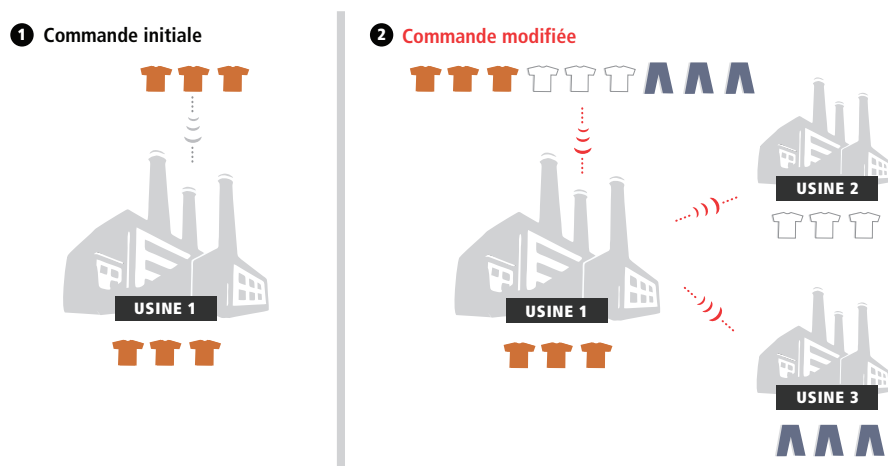 1 Commande initiale
2 Commande modifiée
USINE 1
USINE 1
USINE 2
USINE 3